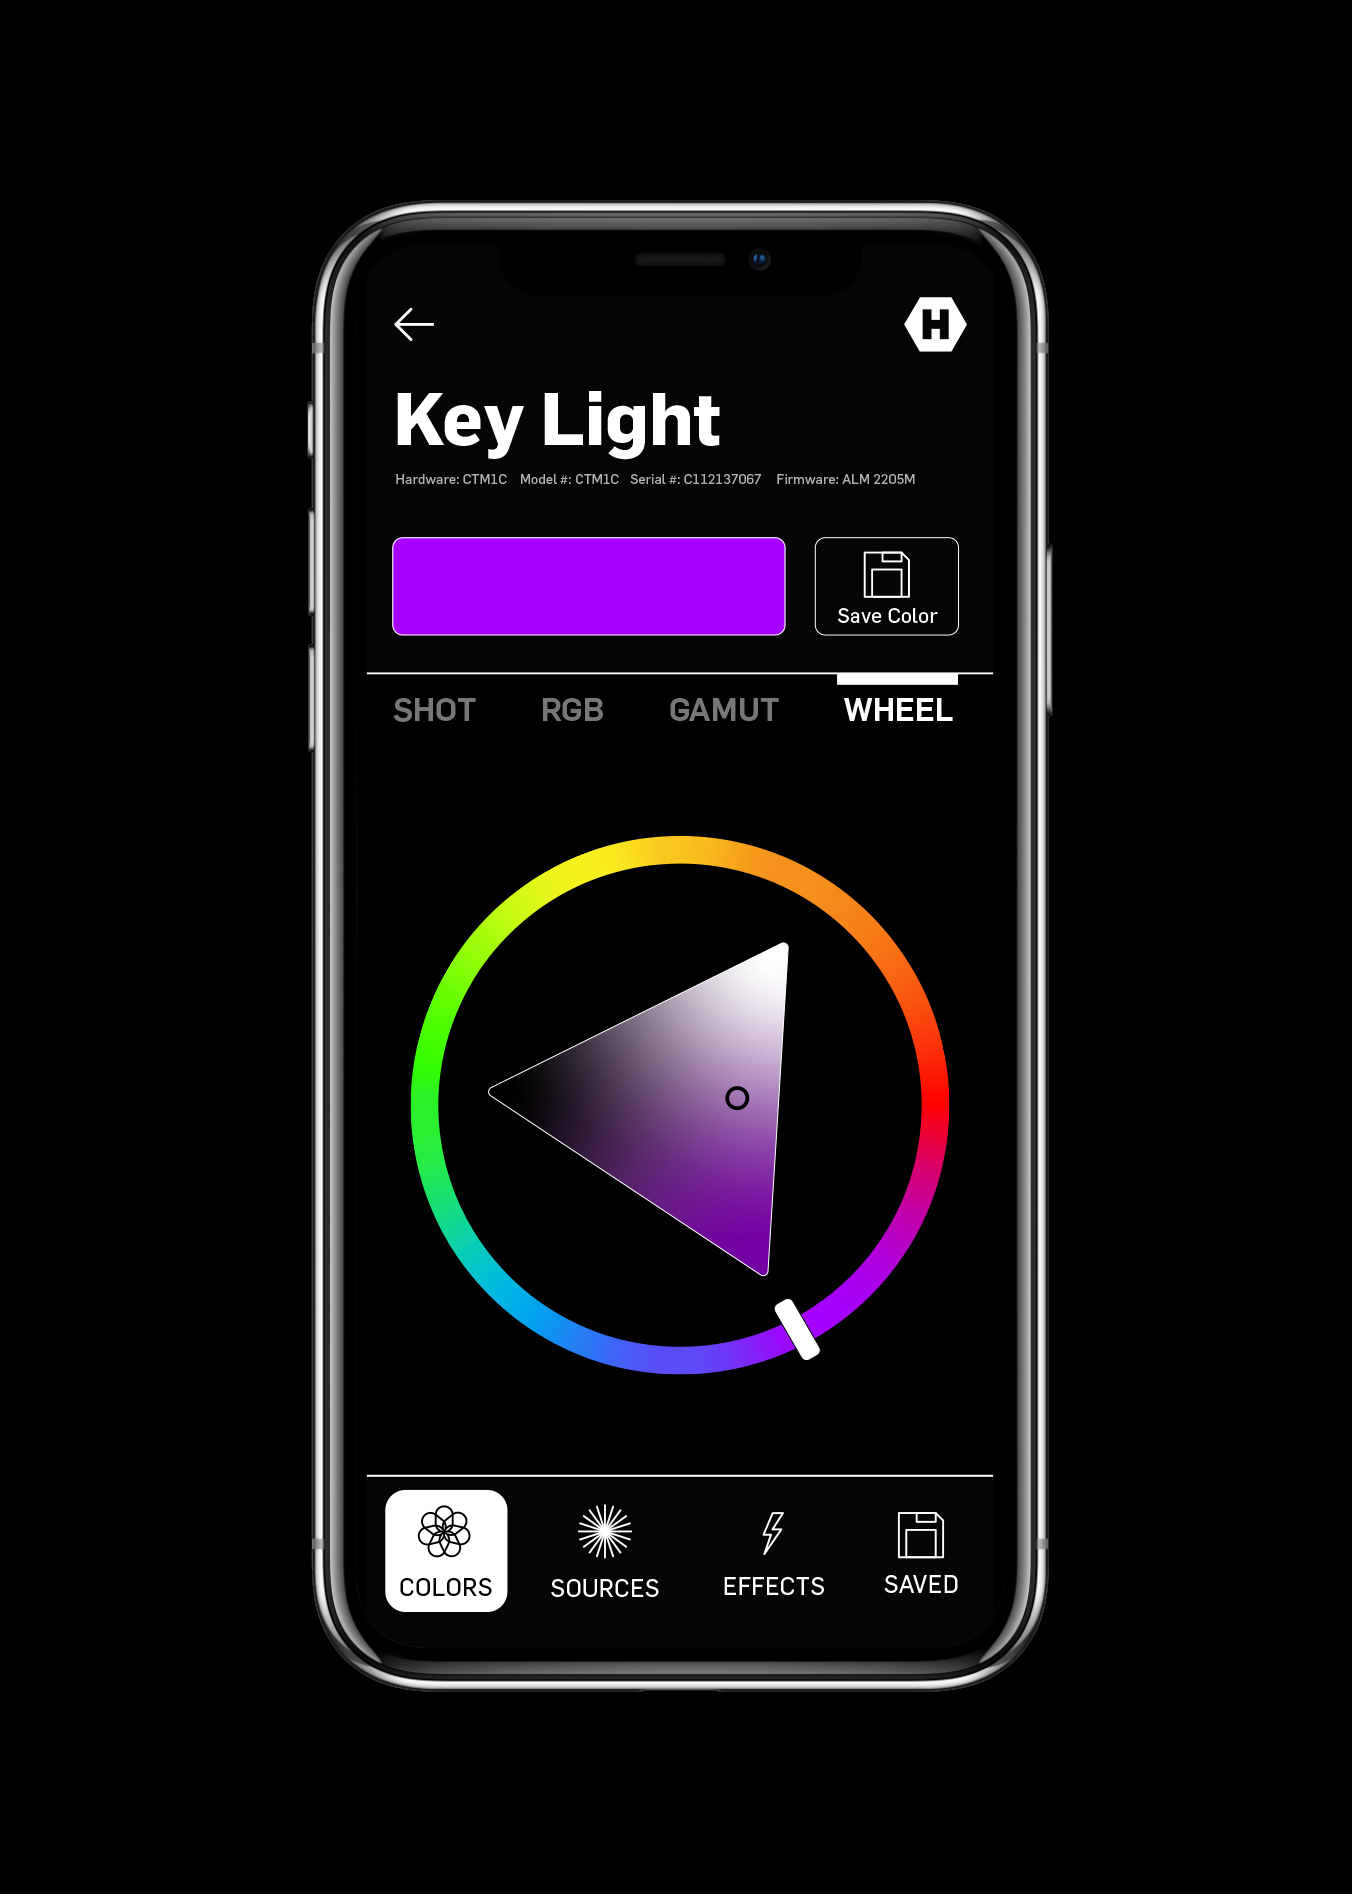 H
Key Light
Hardware: CTM1C Model #: CTM1C Serial #: C112137067 Firmware: ALM 2205M
Save Color
SHOT RGB GAMUT WHEEL
COLORS SOURCES EFFECTS SAVED